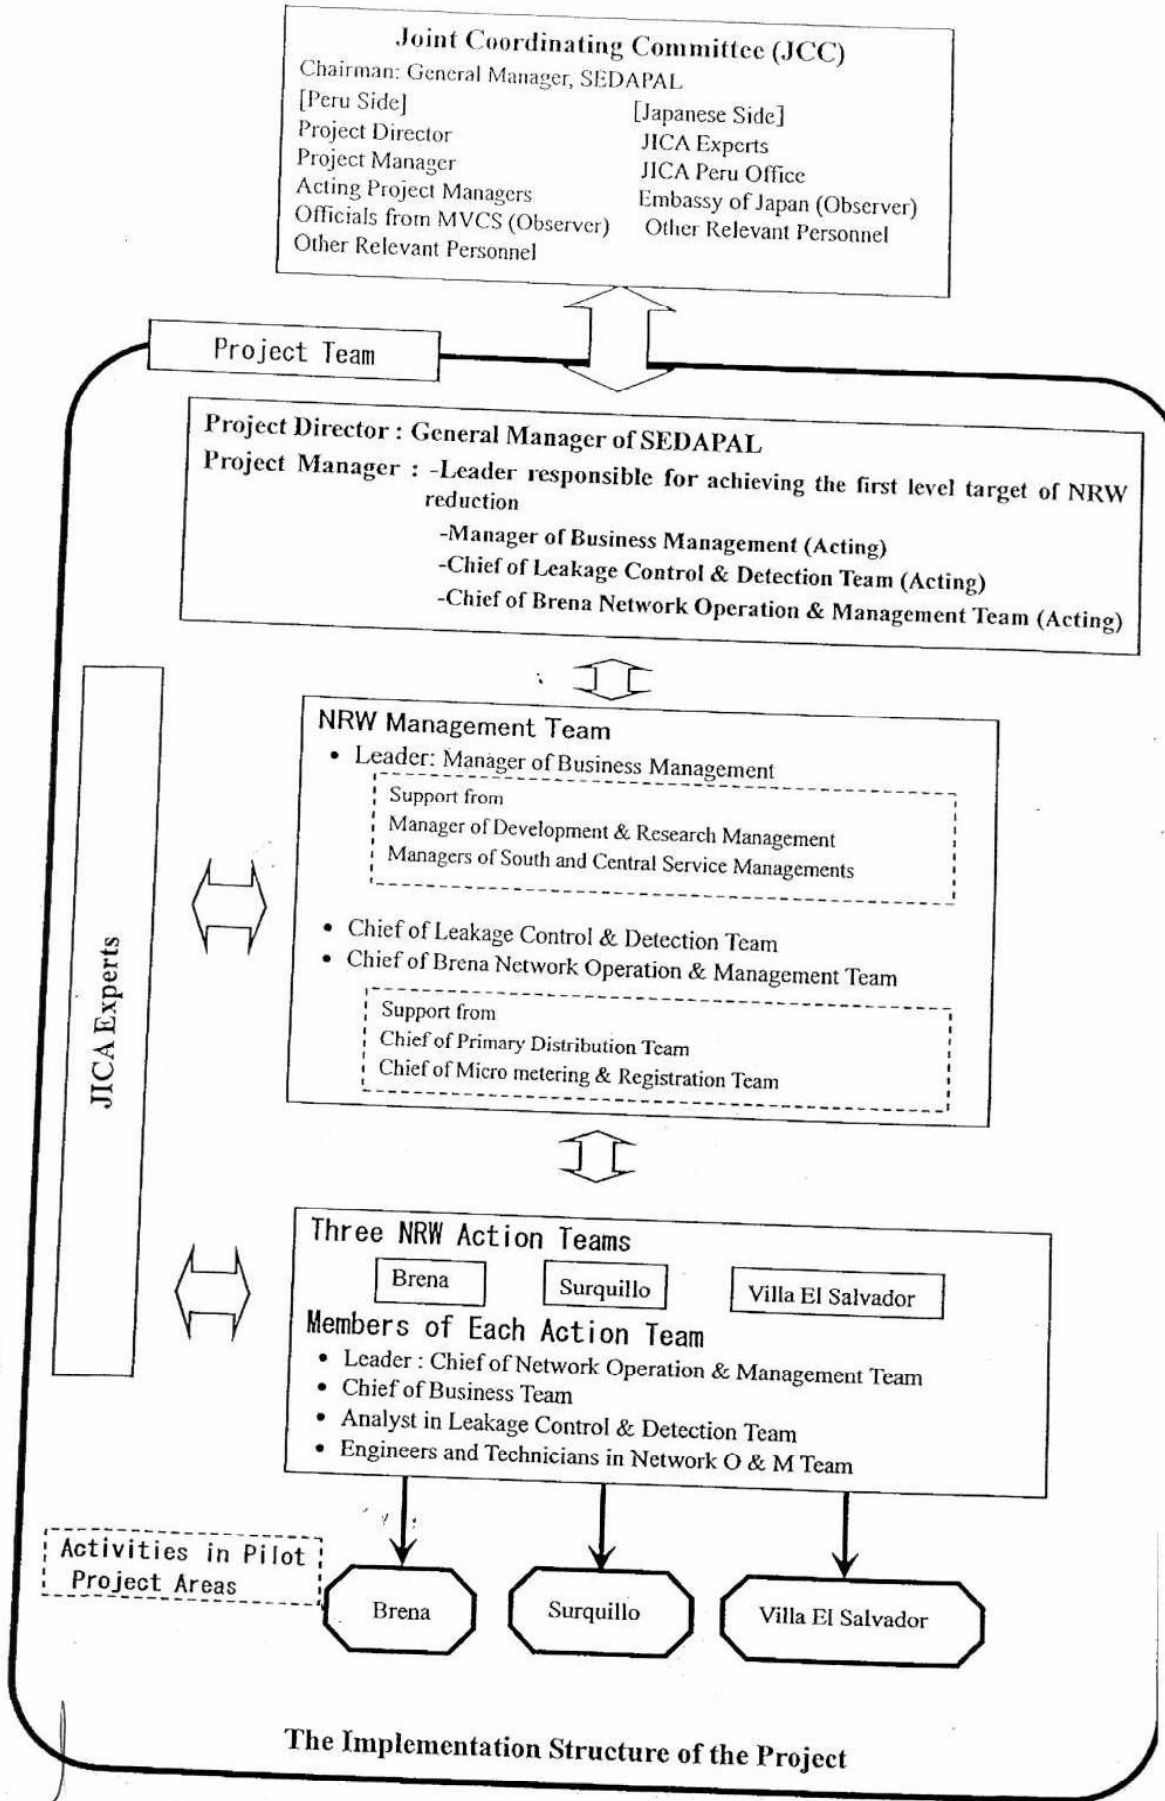 Joint Coordinating Committee (JCC)
Chairman: General Manager, SEDAPAL
[Peru Side]
Project Director
Project Manager
Acting Project Managers
Officials from MVCS (Observer)
Other Relevant Personnel
[Japanese Side]
JICA Experts
JICA Peru Office
Embassy of Japan (Observer)
Other Relevant Personnel
Project Team
Project Director : General Manager of SEDAPAL
Project Manager : -Leader responsible for achieving the first level target of NRW
reduction
-Manager of Business Management (Acting)
-Chief of Leakage Control & Detection Team (Acting)
-Chief of Brena Network Operation & Management Team (Acting)
JICA Experts
NRW Management Team
• Leader: Manager of Business Management
Support from
Manager of Development & Research Management
Managers of South and Central Service Managements
• Chief of Leakage Control & Detection Team
• Chief of Brena Network Operation & Management Team
Support from
Chief of Primary Distribution Team
Chief of Micro metering & Registration Team
Three NRW Action Teams
Brena
Surquillo
Villa El Salvador
Members of Each Action Team
• Leader : Chief of Network Operation & Management Team
• Chief of Business Team
• Analyst in Leakage Control & Detection Team
• Engineers and Technicians in Network O & M Team
Activities in Pilot
Project Areas
Brena
Surquillo
Villa El Salvador
The Implementation Structure of the Project